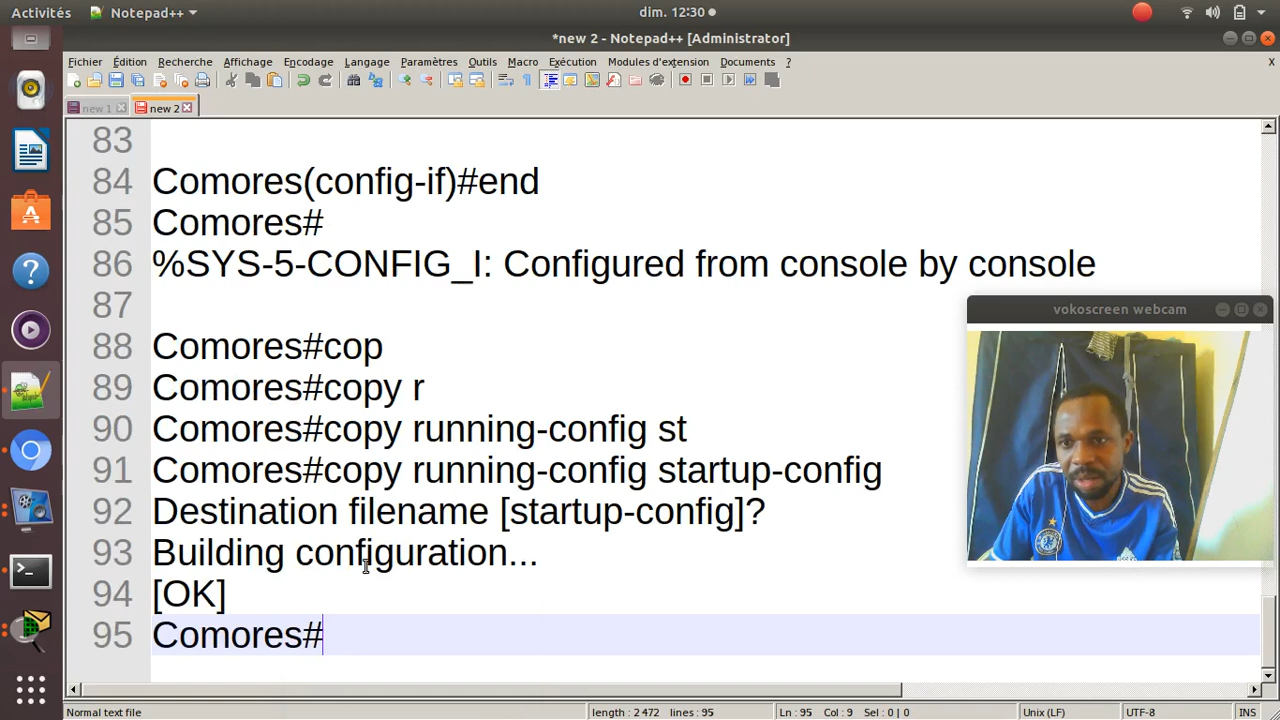 Activités Notepad++ dim. 12:30
*new 2 - Notepad++ [Administrator]
Fichier Édition Recherche Affichage Encodage Langage Paramètres Outils Macro Exécution Modules d'extension Documents ? X
new 1 new 2
83
84 Comores(config-if)#end
85 Comores#
86 %SYS-5-CONFIG_I: Configured from console by console
87
vokoscreen webcam
88 Comores#cop
89 Comores#copy r
90 Comores#copy running-config st
91 Comores#copy running-config startup-config
92 Destination filename [startup-config]?
93 Building configuration...
94 [OK]
95 Comores#
Normal text file length : 2 472 lines : 95 Ln : 95 Col : 9 Sel : 0 | 0 Unix (LF) UTF-8 INS